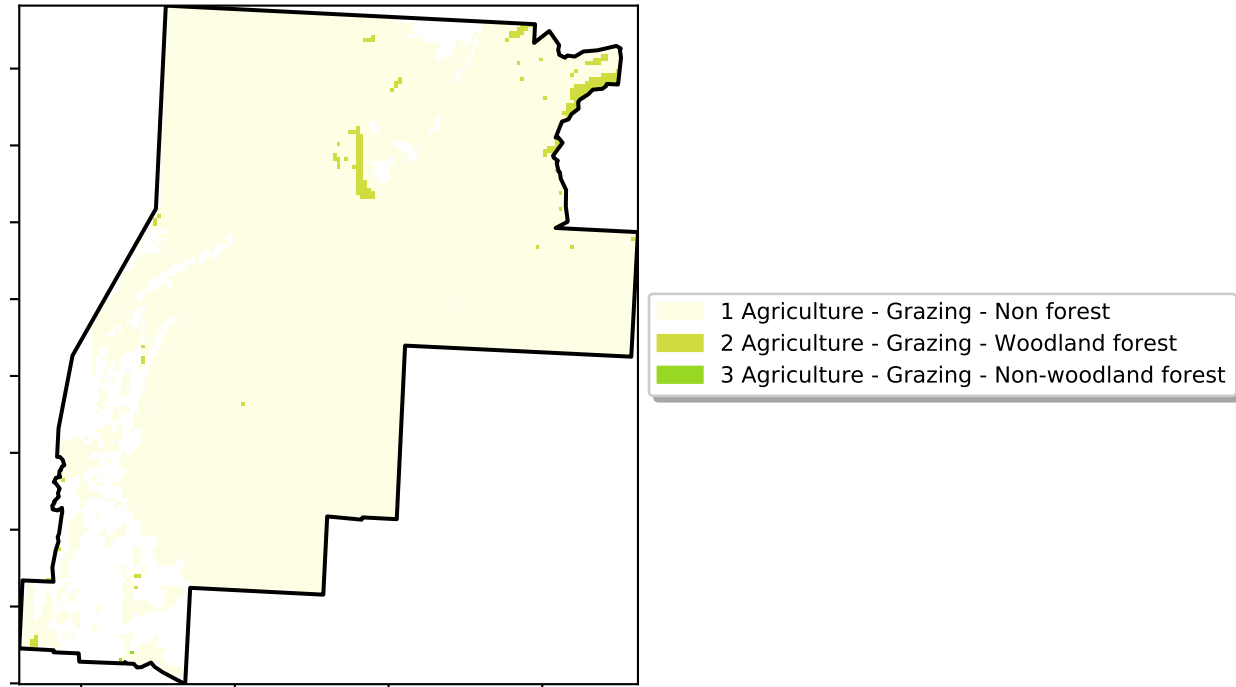 1 Agriculture - Grazing - Non forest
2 Agriculture - Grazing - Woodland forest
3 Agriculture - Grazing - Non-woodland forest